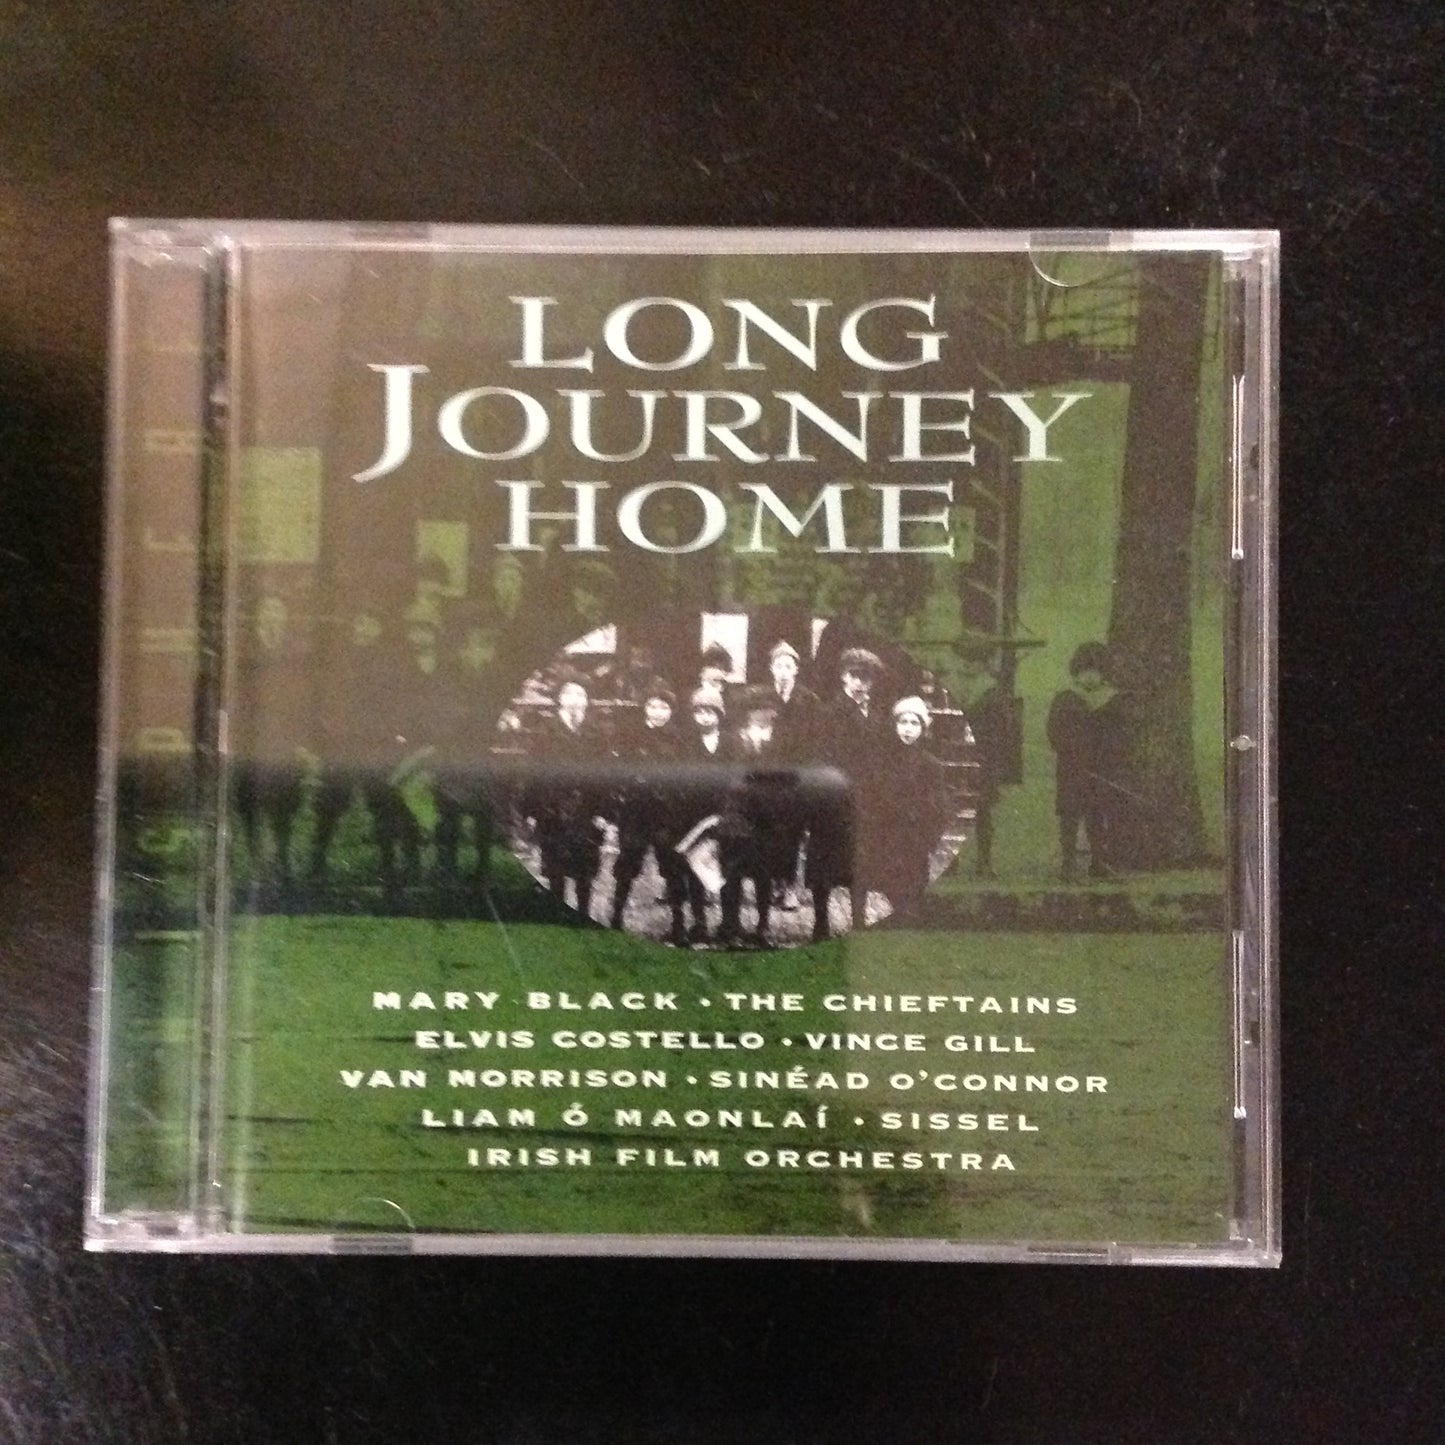 LONG
JOURNEY
HOME
MARY BLACK • THE CHIEFTAINS
ELVIS COSTELLO • VINCE GILL
VAN MORRISON • SINÉAD O'CONNOR
LIAM Ó MAONLAÍ • SISSEL
IRISH FILM ORCHESTRA